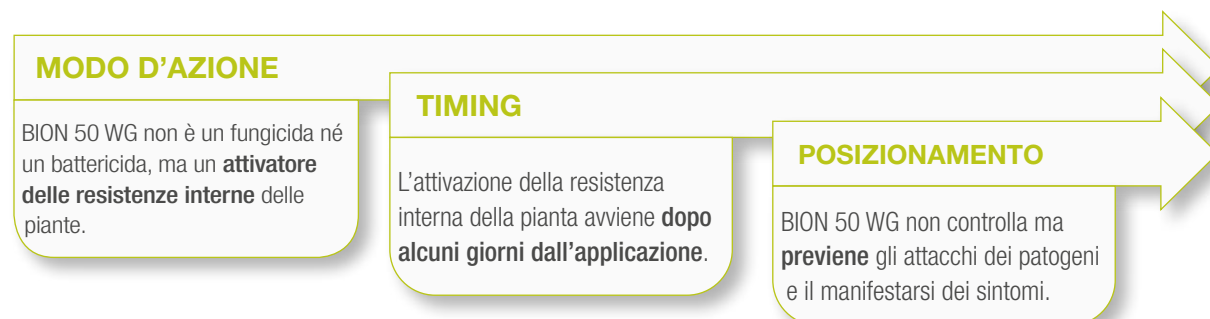 MODO D'AZIONE
BION 50 WG non è un fungicida né
un battericida, ma un attivatore
delle resistenze interne delle
piante.
TIMING
L'attivazione della resistenza
interna della pianta avviene dopo
alcuni giorni dall'applicazione.
POSIZIONAMENTO
BION 50 WG non controlla ma
previene gli attacchi dei patogeni
e il manifestarsi dei sintomi.